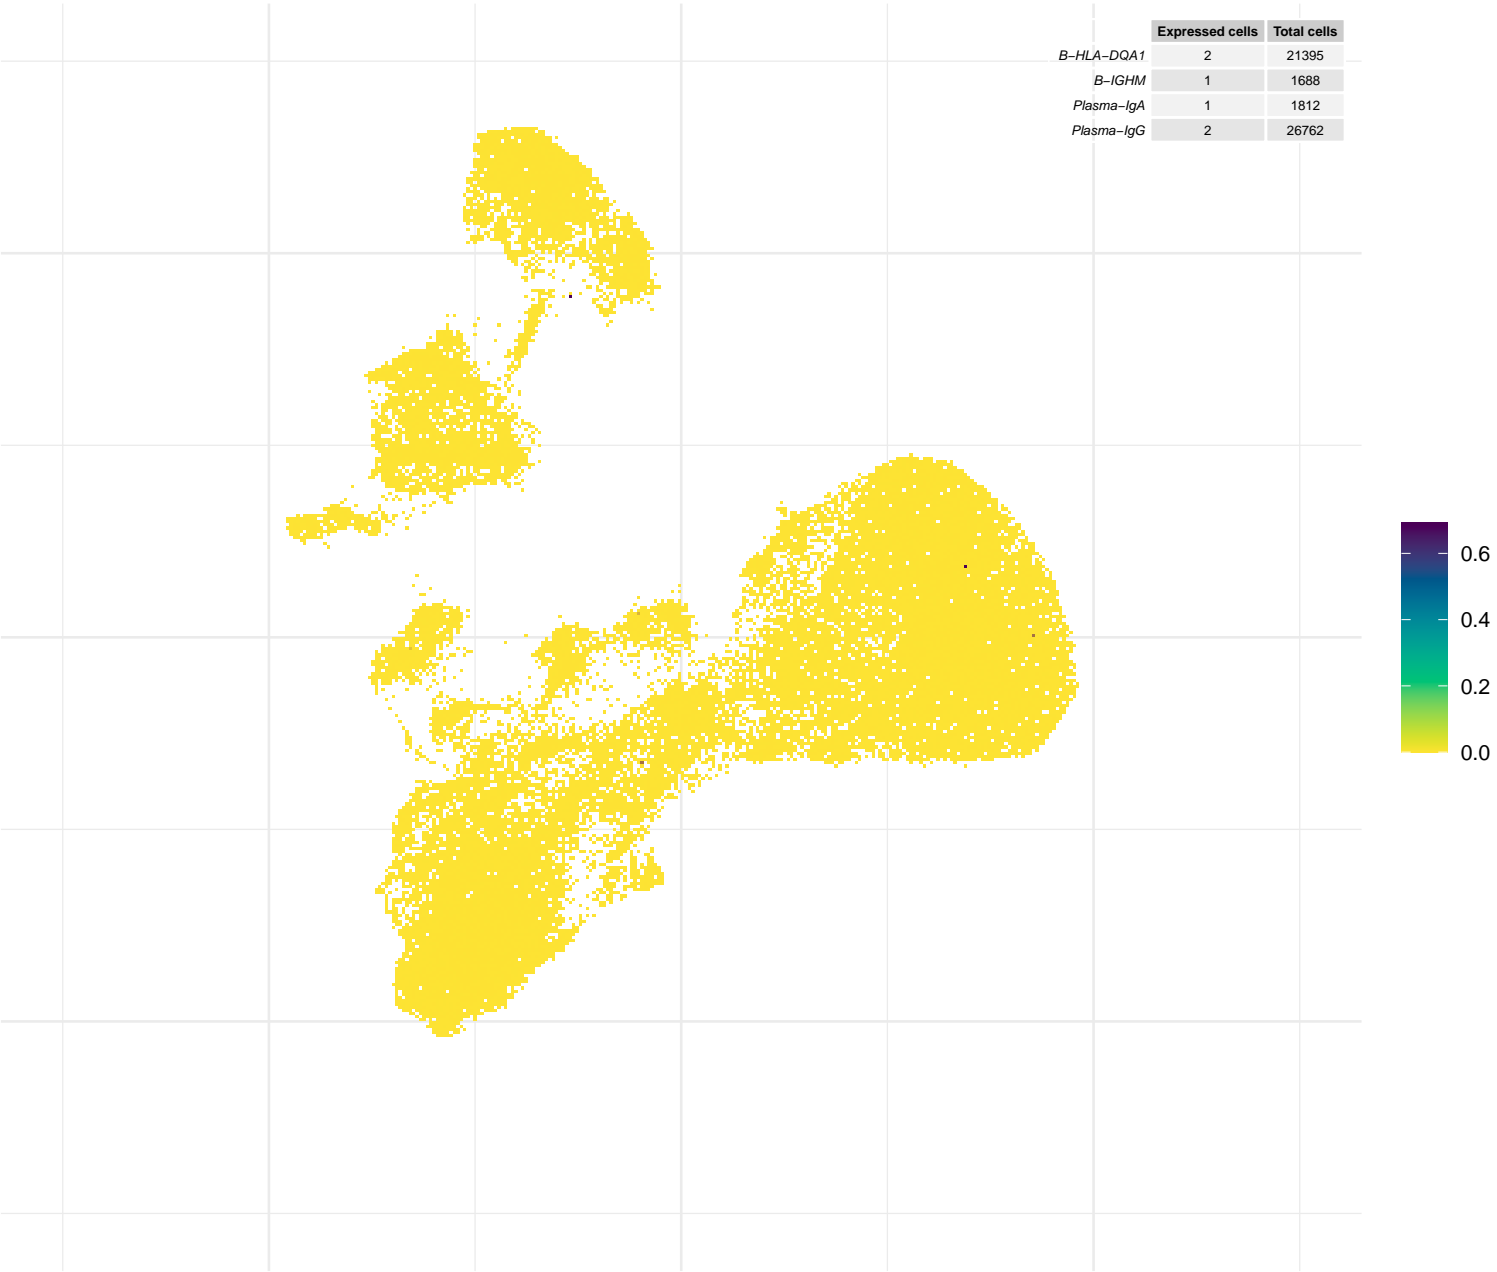 Expressed cells Total cells
B−HLA−DQA1 2 21395
B−IGHM 1 1688
Plasma−IgA 1 1812
Plasma−IgG 2 26762
0.6
0.4
0.2
0.0